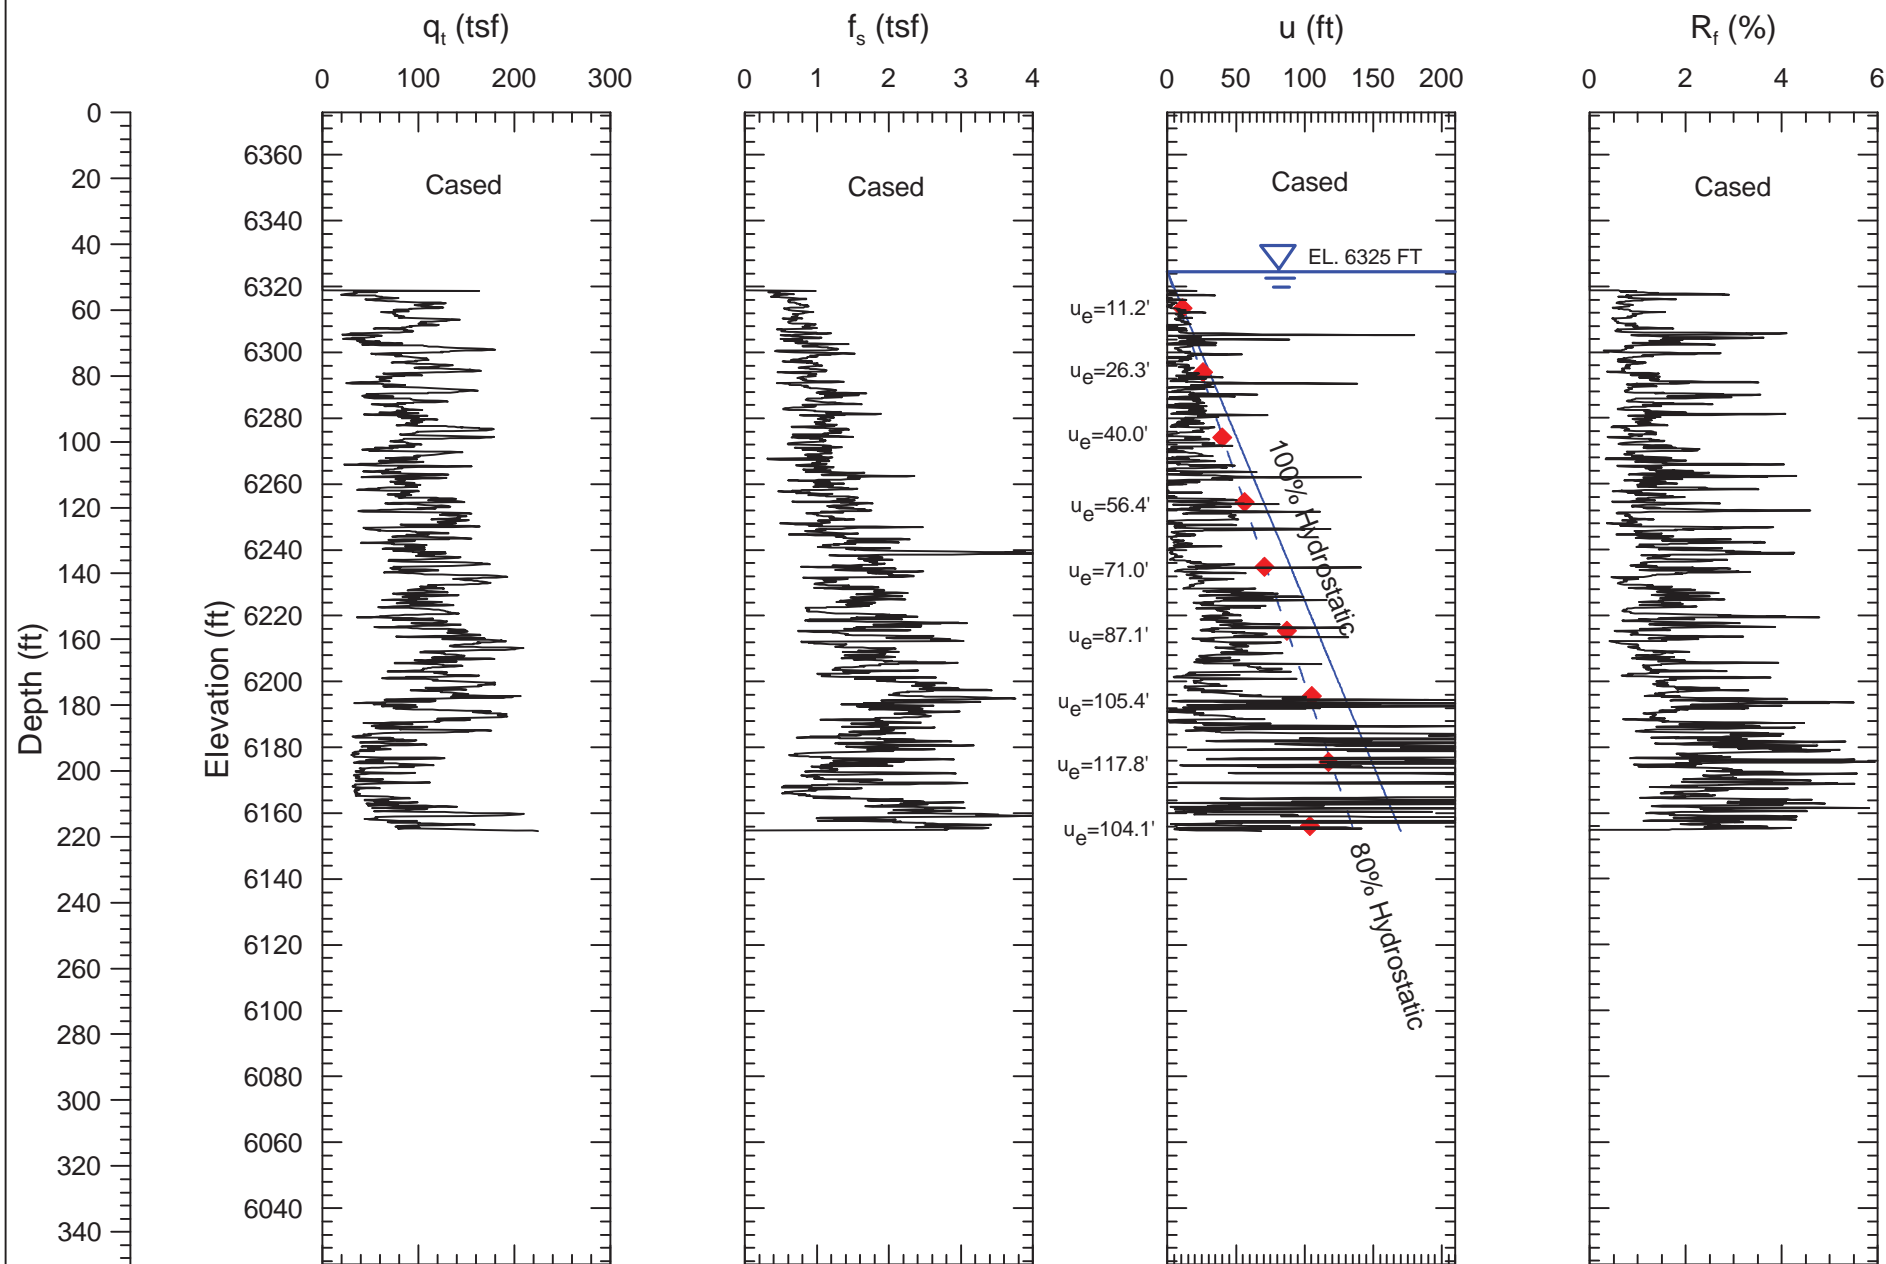 qt (tsf)
fs (tsf)
u (ft)
Rf (%)
0 100 200 300
0 1 2 3 4
0 50 100 150 200
0 2 4 6
Depth (ft)
0
20
40
60
80
100
120
140
160
180
200
220
240
260
280
300
320
340
Elevation (ft)
6360
6340
6320
6300
6280
6260
6240
6220
6200
6180
6160
6140
6120
6100
6080
6060
6040
Cased
Cased
Cased
Cased
EL. 6325 FT
ue=11.2'
ue=26.3'
ue=40.0'
ue=56.4'
ue=71.0'
ue=87.1'
ue=105.4'
ue=117.8'
ue=104.1'
100% Hydrostatic
80% Hydrostatic